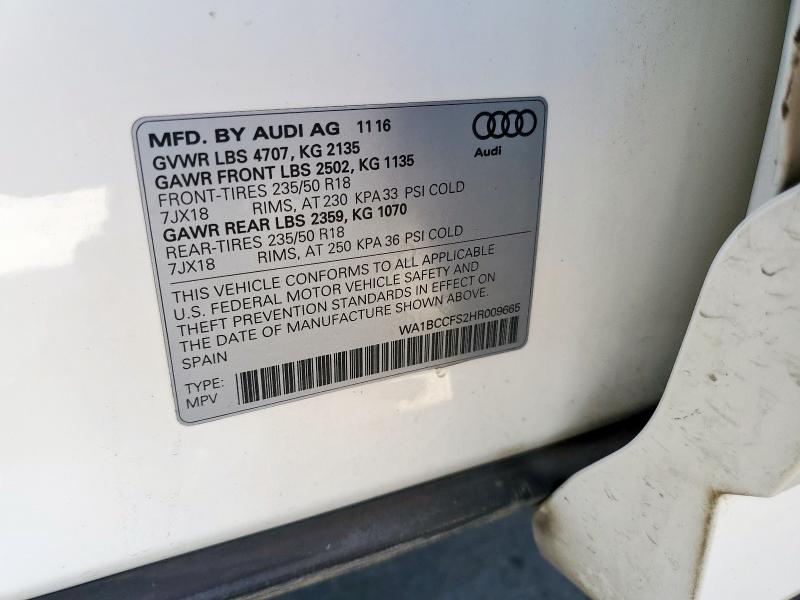 MFD. BY AUDI AG 11 16
Audi
GVWR LBS 4707, KG 2135
GAWR FRONT LBS 2502, KG 1135
FRONT-TIRES 235/50 R18
7JX18 RIMS, AT 230 KPA 33 PSI COLD
GAWR REAR LBS 2359, KG 1070
REAR-TIRES 235/50 R18
7JX18 RIMS, AT 250 KPA 36 PSI COLD
THIS VEHICLE CONFORMS TO ALL APPLICABLE
U.S. FEDERAL MOTOR VEHICLE SAFETY AND
THEFT PREVENTION STANDARDS IN EFFECT ON
THE DATE OF MANUFACTURE SHOWN ABOVE.
SPAIN WA1BCCFS2HR009665
TYPE:
MPV